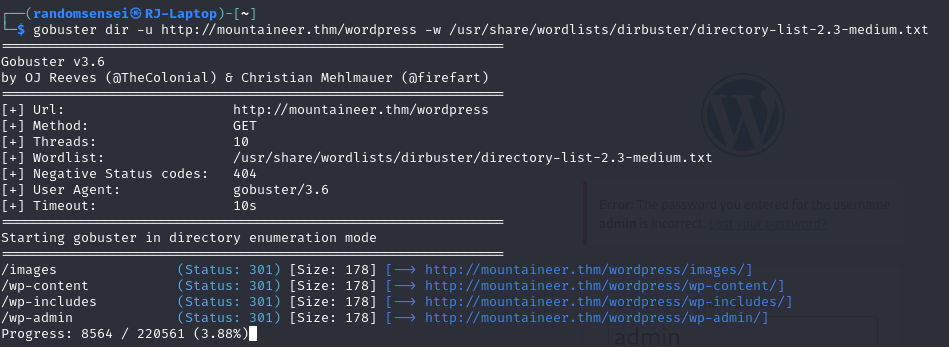 ┌──(randomsensei㉿RJ-Laptop)-[~]
└─$ gobuster dir -u http://mountaineer.thm/wordpress -w /usr/share/wordlists/dirbuster/directory-list-2.3-medium.txt
===============================================================
Gobuster v3.6
by OJ Reeves (@TheColonial) & Christian Mehlmauer (@firefart)
===============================================================
[+] Url:                     http://mountaineer.thm/wordpress
[+] Method:                  GET
[+] Threads:                 10
[+] Wordlist:                /usr/share/wordlists/dirbuster/directory-list-2.3-medium.txt
[+] Negative Status codes:   404
[+] User Agent:              gobuster/3.6
[+] Timeout:                 10s
===============================================================
Starting gobuster in directory enumeration mode
===============================================================
/images               (Status: 301) [Size: 178] [--> http://mountaineer.thm/wordpress/images/]
/wp-content           (Status: 301) [Size: 178] [--> http://mountaineer.thm/wordpress/wp-content/]
/wp-includes          (Status: 301) [Size: 178] [--> http://mountaineer.thm/wordpress/wp-includes/]
/wp-admin             (Status: 301) [Size: 178] [--> http://mountaineer.thm/wordpress/wp-admin/]
Progress: 8564 / 220561 (3.88%)
Error: The password you entered for the username
admin is incorrect. Lost your password?
admin